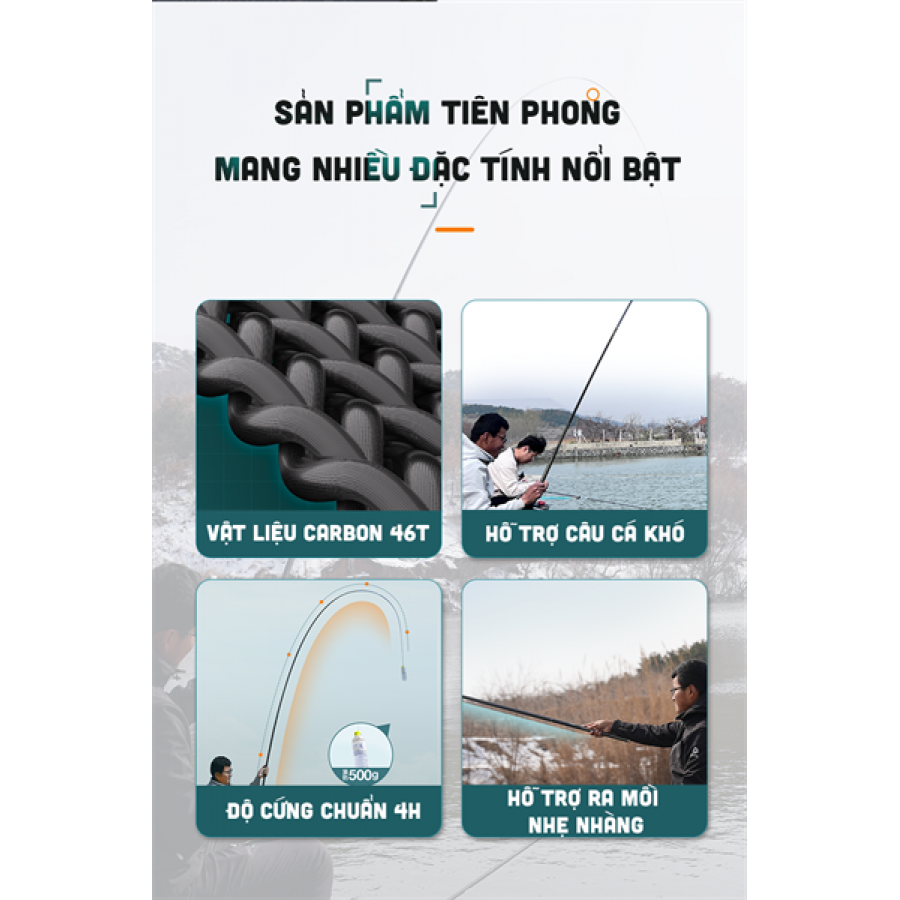 SẢN PHẨM TIÊN PHONG
MANG NHIỀU ĐẶC TÍNH NỔI BẬT
VẬT LIỆU CARBON 46T
HỖ TRỢ CÂU CÁ KHÓ
500g
ĐỘ CỨNG CHUẨN 4H
HỖ TRỢ RA MỒI
NHẸ NHÀNG